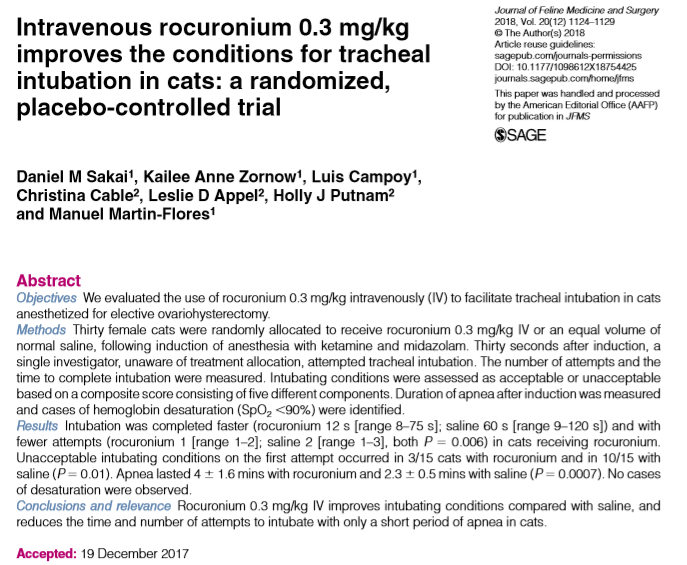 Intravenous rocuronium 0.3 mg/kg
improves the conditions for tracheal
intubation in cats: a randomized,
placebo-controlled trial
Journal of Feline Medicine and Surgery
2018, Vol. 20(12) 1124–1129
© The Author(s) 2018
Article reuse guidelines:
sagepub.com/journals-permissions
DOI: 10.1177/1098612X18754425
journals.sagepub.com/home/jfms
This paper was handled and processed
by the American Editorial Office (AAFP)
for publication in JFMS
SAGE
Daniel M Sakai¹, Kailee Anne Zornow¹, Luis Campoy¹,
Christina Cable², Leslie D Appel², Holly J Putnam²
and Manuel Martin-Flores¹
Abstract
Objectives We evaluated the use of rocuronium 0.3 mg/kg intravenously (IV) to facilitate tracheal intubation in cats
anesthetized for elective ovariohysterectomy.
Methods Thirty female cats were randomly allocated to receive rocuronium 0.3 mg/kg IV or an equal volume of
normal saline, following induction of anesthesia with ketamine and midazolam. Thirty seconds after induction, a
single investigator, unaware of treatment allocation, attempted tracheal intubation. The number of attempts and the
time to complete intubation were measured. Intubating conditions were assessed as acceptable or unacceptable
based on a composite score consisting of five different components. Duration of apnea after induction was measured
and cases of hemoglobin desaturation (SpO₂ <90%) were identified.
Results Intubation was completed faster (rocuronium 12 s [range 8–75 s]; saline 60 s [range 9–120 s]) and with
fewer attempts (rocuronium 1 [range 1–2]; saline 2 [range 1–3], both P = 0.006) in cats receiving rocuronium.
Unacceptable intubating conditions on the first attempt occurred in 3/15 cats with rocuronium and in 10/15 with
saline (P = 0.01). Apnea lasted 4 ± 1.6 mins with rocuronium and 2.3 ± 0.5 mins with saline (P = 0.0007). No cases
of desaturation were observed.
Conclusions and relevance Rocuronium 0.3 mg/kg IV improves intubating conditions compared with saline, and
reduces the time and number of attempts to intubate with only a short period of apnea in cats.
Accepted: 19 December 2017